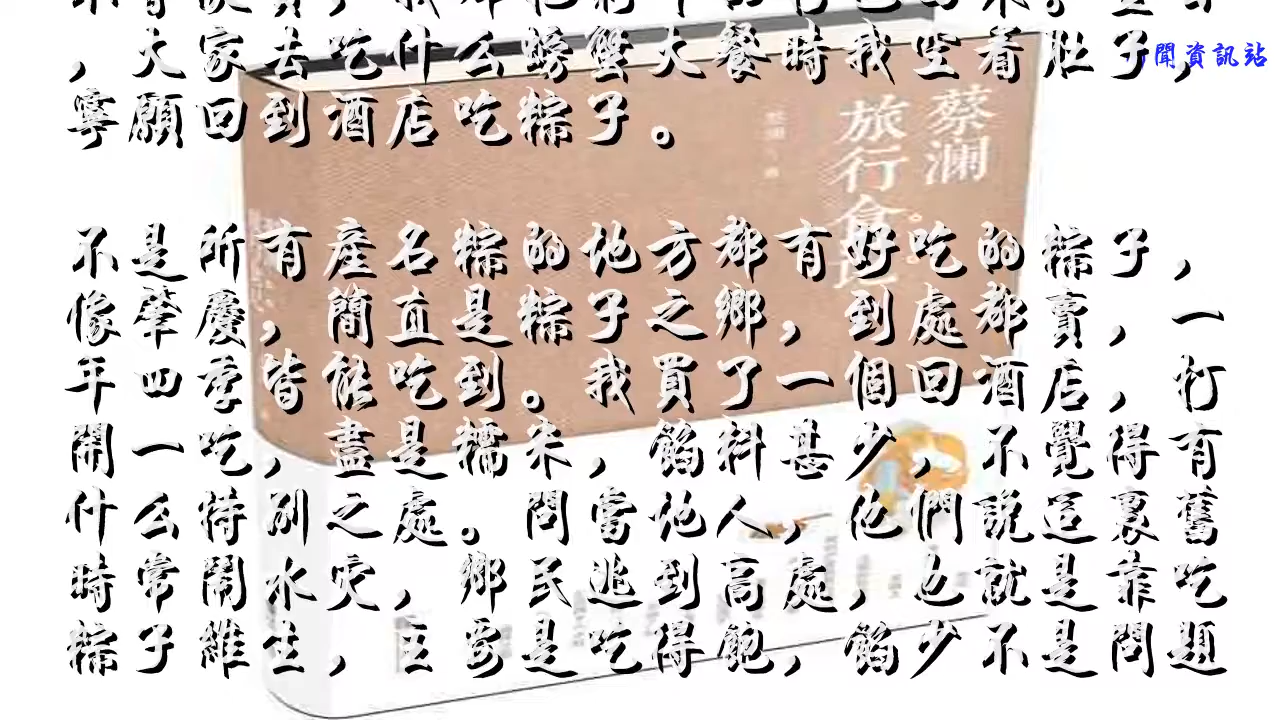 ，大家去吃什么螃蟹大餐時我空着肚子，
聞資訊站
寧願回到酒店吃粽子。
蔡澜
旅行食
不是所有産名粽的地方都有好吃的粽子，
像肇慶，簡直是粽子之鄉，到處都賣，一
年四季皆能吃到。我買了一個回酒店，打
開一吃，盡是糯米，餡料甚少，不覺得有
什么特别之處。問當地人，他們說這裏舊
時常鬧水灾，鄉民逃到高處，也就是靠吃
粽子維生，主要是吃得飽，餡少不是問題